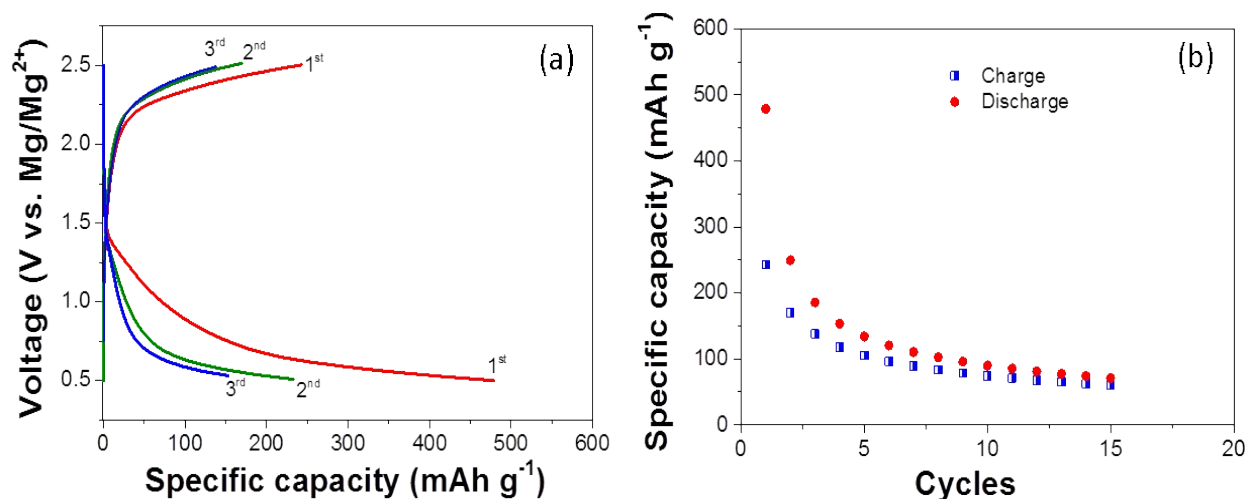 (a)
3rd
2nd
1st
2.5
2.0
1.5
1.0
0.5
1st
2nd
3rd
0
100
200
300
400
500
600
Voltage (V vs. Mg/Mg2+)
Specific capacity (mAh g-1)
(b)
Charge
Discharge
600
500
400
300
200
100
0
0
5
10
15
20
Specific capacity (mAh g-1)
Cycles